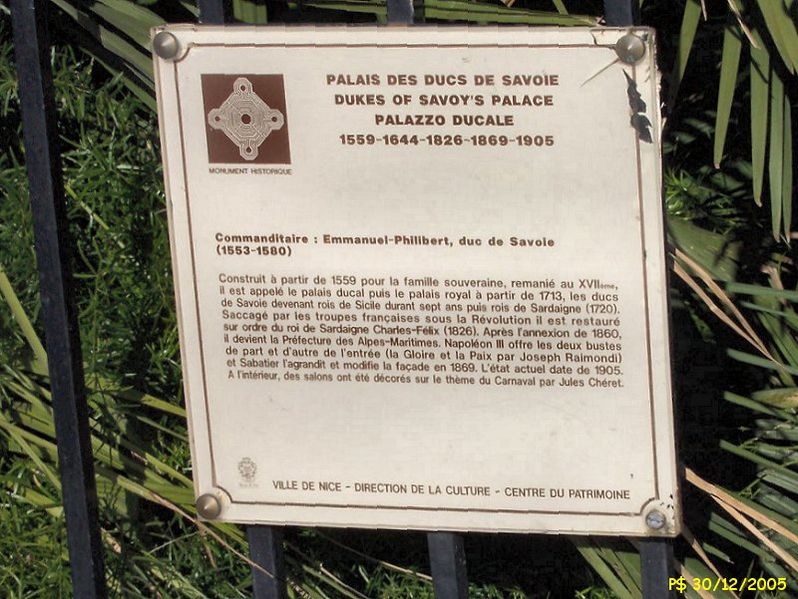 PALAIS DES DUCS DE SAVOIE
DUKES OF SAVOY'S PALACE
PALAZZO DUCALE
1559-1644-1826-1869-1905
MONUMENT HISTORIQUE
Commanditaire : Emmanuel-Philibert, duc de Savoie
(1553-1580)
Construit à partir de 1559 pour la famille souveraine, remanié au XVIIème,
il est appelé le palais ducal puis le palais royal à partir de 1713, les ducs
de Savoie devenant rois de Sicile durant sept ans puis rois de Sardaigne (1720).
Saccagé par les troupes françaises sous la Révolution il est restauré
sur ordre du roi de Sardaigne Charles-Félix (1826). Après l'annexion de 1860,
il devient la Préfecture des Alpes-Maritimes. Napoléon III offre les deux bustes
de part et d'autre de l'entrée (la Gloire et la Paix par Joseph Raimondi)
et Sabatier l'agrandit et modifie la façade en 1869. L'état actuel date de 1905.
A l'intérieur, des salons ont été décorés sur le thème du Carnaval par Jules Chéret.
VILLE DE NICE - DIRECTION DE LA CULTURE - CENTRE DU PATRIMOINE
P$ 30/12/2005